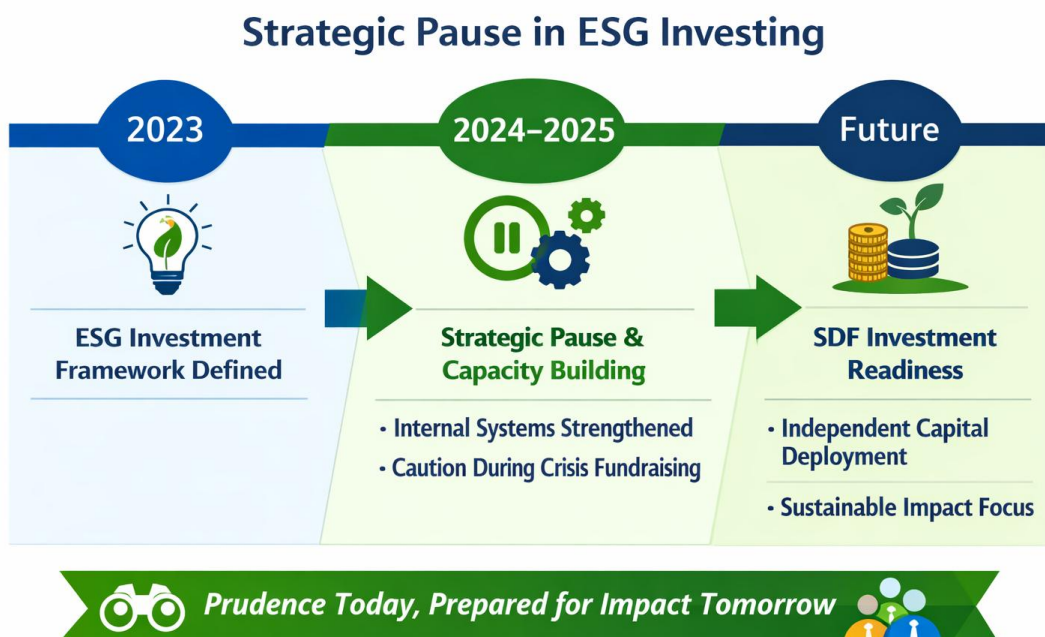 Strategic Pause in ESG Investing
2023
2024–2025
Future
ESG Investment
Framework Defined
Strategic Pause &
Capacity Building
· Internal Systems Strengthened
· Caution During Crisis Fundraising
SDF Investment
Readiness
· Independent Capital
Deployment
· Sustainable Impact Focus
Prudence Today, Prepared for Impact Tomorrow